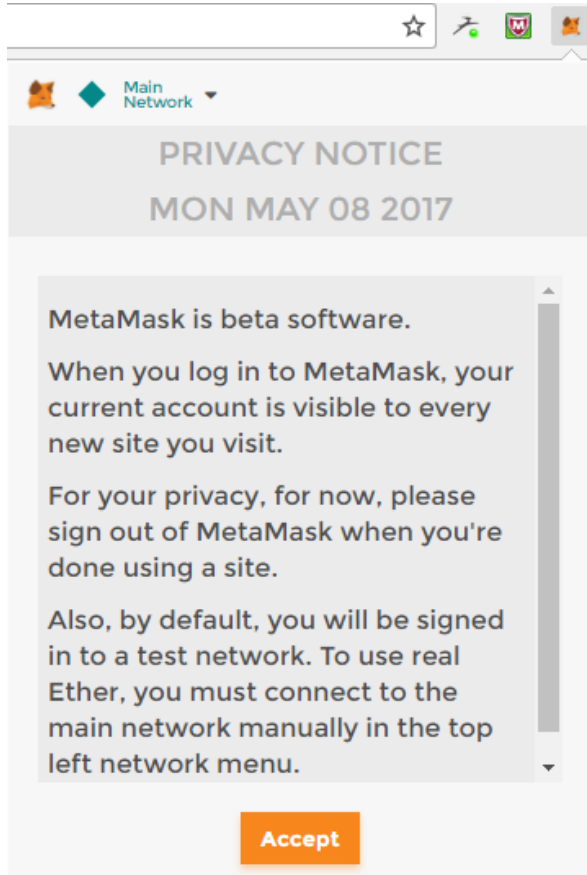 Main
Network
PRIVACY NOTICE
MON MAY 08 2017
MetaMask is beta software.
When you log in to MetaMask, your
current account is visible to every
new site you visit.
For your privacy, for now, please
sign out of MetaMask when you're
done using a site.
Also, by default, you will be signed
in to a test network. To use real
Ether, you must connect to the
main network manually in the top
left network menu.
Accept